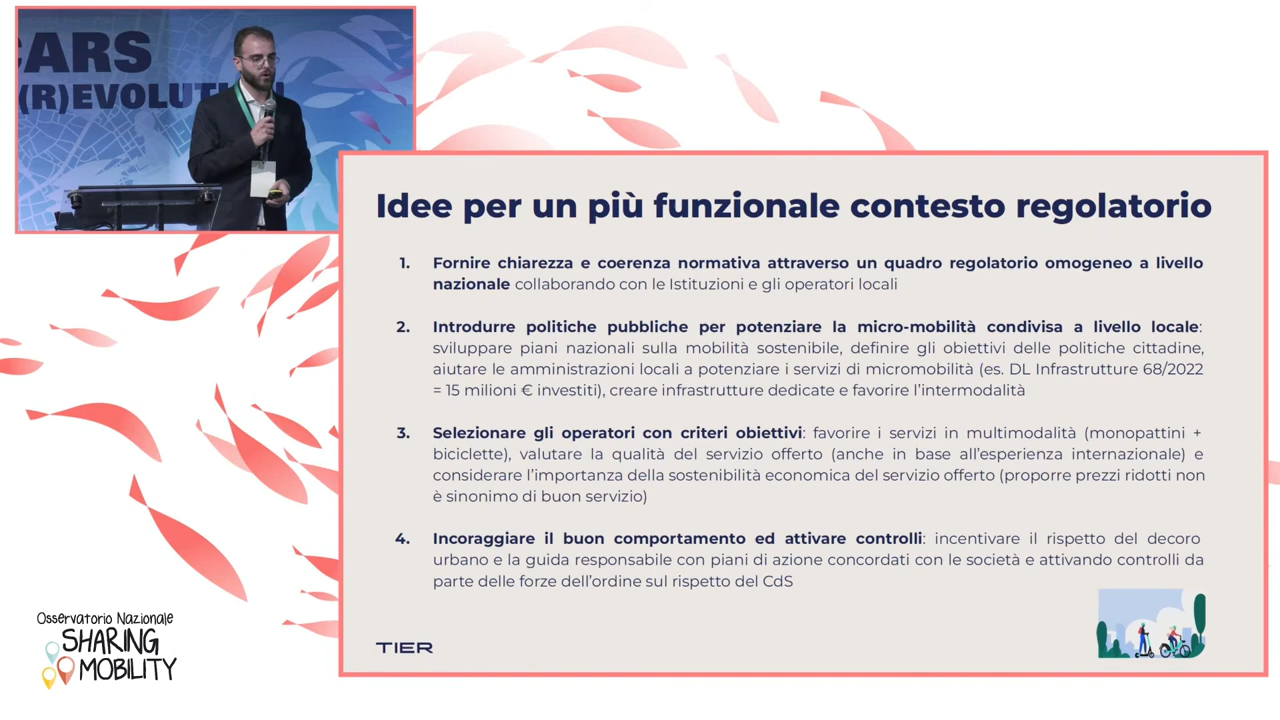 CARS
(R)EVOLUTI
Idee per un più funzionale contesto regolatorio
1. Fornire chiarezza e coerenza normativa attraverso un quadro regolatorio omogeneo a livello
nazionale collaborando con le Istituzioni e gli operatori locali
2. Introdurre politiche pubbliche per potenziare la micro-mobilità condivisa a livello locale:
sviluppare piani nazionali sulla mobilità sostenibile, definire gli obiettivi delle politiche cittadine,
aiutare le amministrazioni locali a potenziare i servizi di micromobilità (es. DL Infrastrutture 68/2022
= 15 milioni € investiti), creare infrastrutture dedicate e favorire l’intermodalità
3. Selezionare gli operatori con criteri obiettivi: favorire i servizi in multimodalità (monopattini +
biciclette), valutare la qualità del servizio offerto (anche in base all’esperienza internazionale) e
considerare l’importanza della sostenibilità economica del servizio offerto (proporre prezzi ridotti non
è sinonimo di buon servizio)
4. Incoraggiare il buon comportamento ed attivare controlli: incentivare il rispetto del decoro
urbano e la guida responsabile con piani di azione concordati con le società e attivando controlli da
parte delle forze dell’ordine sul rispetto del CdS
TIER
Osservatorio Nazionale
SHARING
MOBILITY